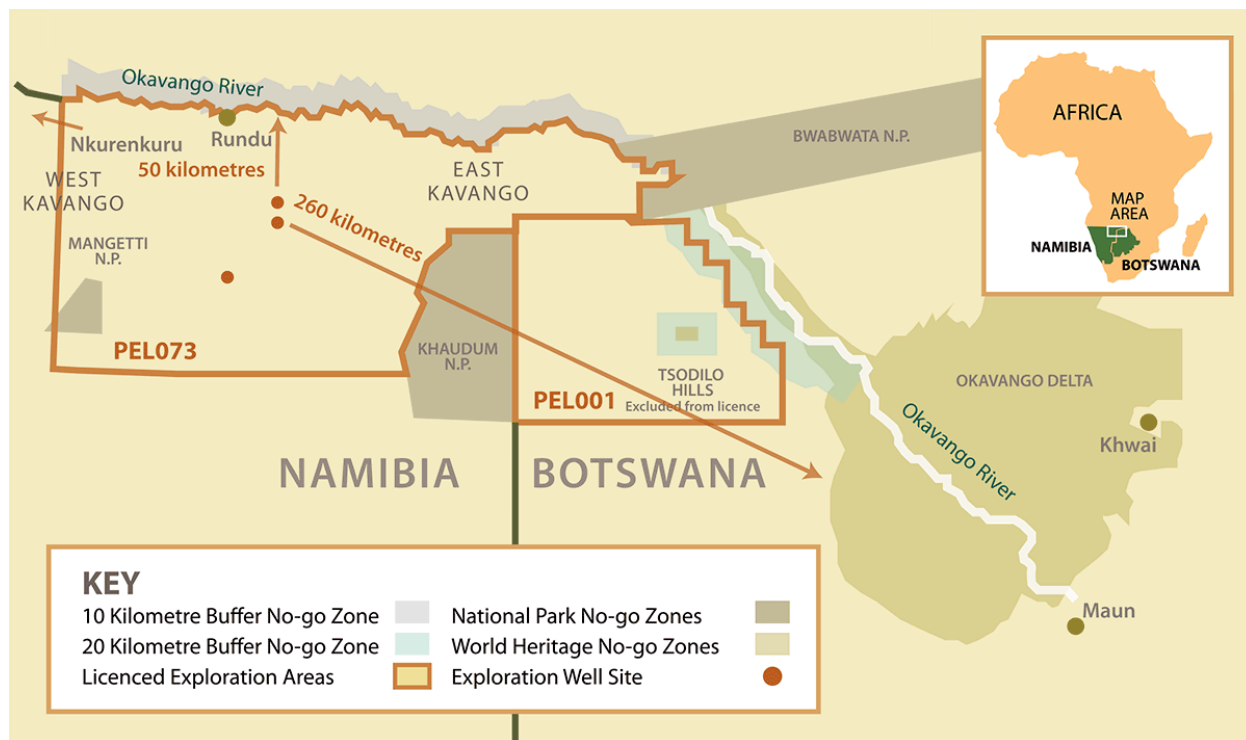 Okavango River
Nkurenkuru
Rundu
WEST
KAVANGO
50 kilometres
EAST
KAVANGO
BWABWATA N.P.
AFRICA
MAP
AREA
NAMIBIA
BOTSWANA
260 kilometres
MANGETTI
N.P.
PEL073
KHAUDUM
N.P.
TSODILO
HILLS
Excluded from licence
PEL001
OKAVANGO DELTA
Okavango River
Khwai
NAMIBIA
BOTSWANA
Maun
KEY
10 Kilometre Buffer No-go Zone
National Park No-go Zones
20 Kilometre Buffer No-go Zone
World Heritage No-go Zones
Licenced Exploration Areas
Exploration Well Site